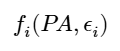 f_i(PA, ϵ_i)